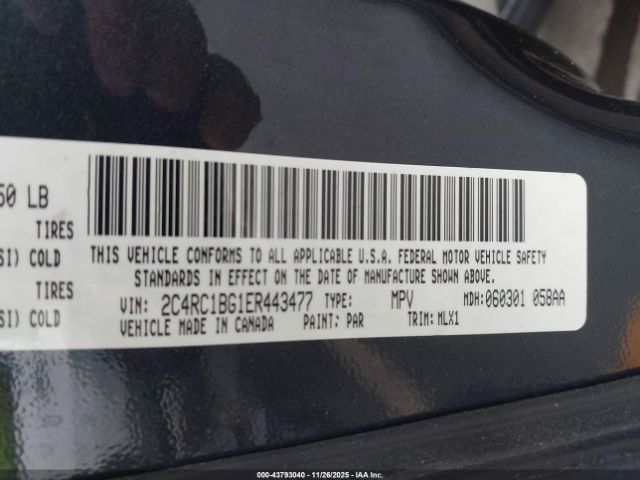 50 LB
TIRES
SI) COLD
TIRES
SI) COLD
THIS VEHICLE CONFORMS TO ALL APPLICABLE U.S.A. FEDERAL MOTOR VEHICLE SAFETY
STANDARDS IN EFFECT ON THE DATE OF MANUFACTURE SHOWN ABOVE.
VIN: 2C4RC1BG1ER443477 TYPE: MPV MDH:060301 058AA
VEHICLE MADE IN CANADA PAINT: PAR TRIM: MLX1
000-43793040 - 11/26/2025 - IAA Inc.